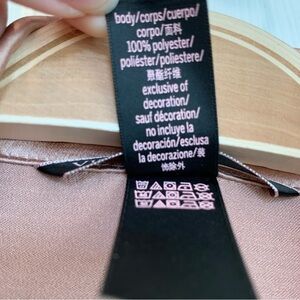 body/corps/cuerpo/
corpo/面料
100% polyester/
poliéster/poliestere/
聚酯纤维
exclusive of
decoration/
sauf décoration/
no incluye la
decoración/esclusa
la decorazione/装
饰除外